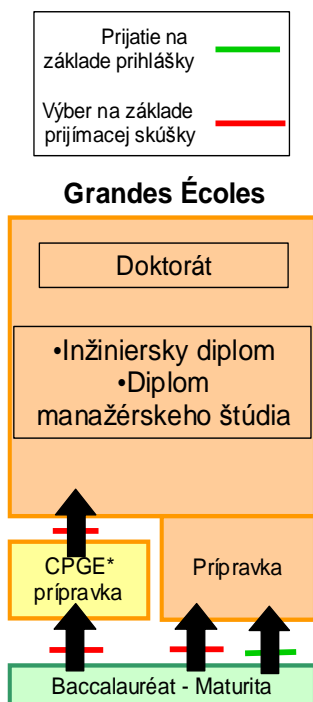 Prijatie na
základe prihlášky
Výber na základe
prijímacej skúšky
Grandes Écoles
Doktorát
•Inžiniersky diplom
•Diplom
manažérskeho štúdia
CPGE*
prípravka
Prípravka
Baccalauréat - Maturita